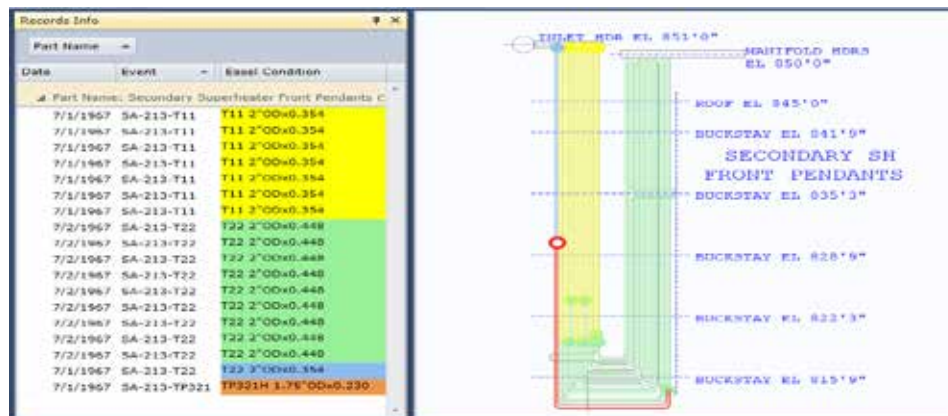 Records Info
Part Name
Date Event Easel Condition
Part Name: Secondary Superheater Front Pendants C
7/1/1967 SA-213-T11 T11 2"ODx0.354
7/1/1967 SA-213-T11 T11 2"ODx0.354
7/1/1967 SA-213-T11 T11 2"ODx0.354
7/1/1967 SA-213-T11 T11 2"ODx0.354
7/1/1967 SA-213-T11 T11 2"ODx0.354
7/1/1967 SA-213-T11 T11 2"ODx0.354
7/1/1967 SA-213-T11 T11 2"ODx0.354
7/2/1967 SA-213-T22 T22 2"ODx0.448
7/2/1967 SA-213-T22 T22 2"ODx0.448
7/2/1967 SA-213-T22 T22 2"ODx0.448
7/2/1967 SA-213-T22 T22 2"ODx0.448
7/2/1967 SA-213-T22 T22 2"ODx0.448
7/2/1967 SA-213-T22 T22 2"ODx0.448
7/2/1967 SA-213-T22 T22 2"ODx0.448
7/2/1967 SA-213-T22 T22 2"ODx0.448
7/2/1967 SA-213-T22 T22 2"ODx0.448
7/1/1967 SA-213-T22 T22 2"ODx0.354
7/1/1967 SA-213-TP321 TP321H 1.75"ODx0.230
INLET HDR EL 851'0"
MANIFOLD HDRS
EL 850'0"
ROOF EL 845'0"
BUCKSTAY EL 841'9"
SECONDARY SH
FRONT PENDANTS
BUCKSTAY EL 835'3"
BUCKSTAY EL 828'9"
BUCKSTAY EL 822'3"
BUCKSTAY EL 815'9"